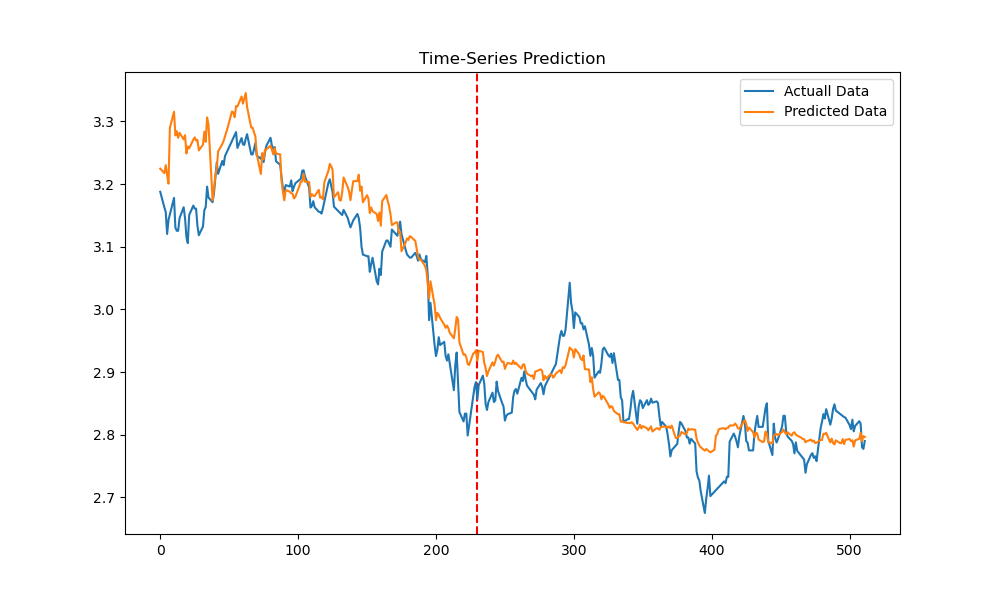 Time-Series Prediction
Actuall Data
Predicted Data
3.3
3.2
3.1
3.0
2.9
2.8
2.7
0 100 200 300 400 500